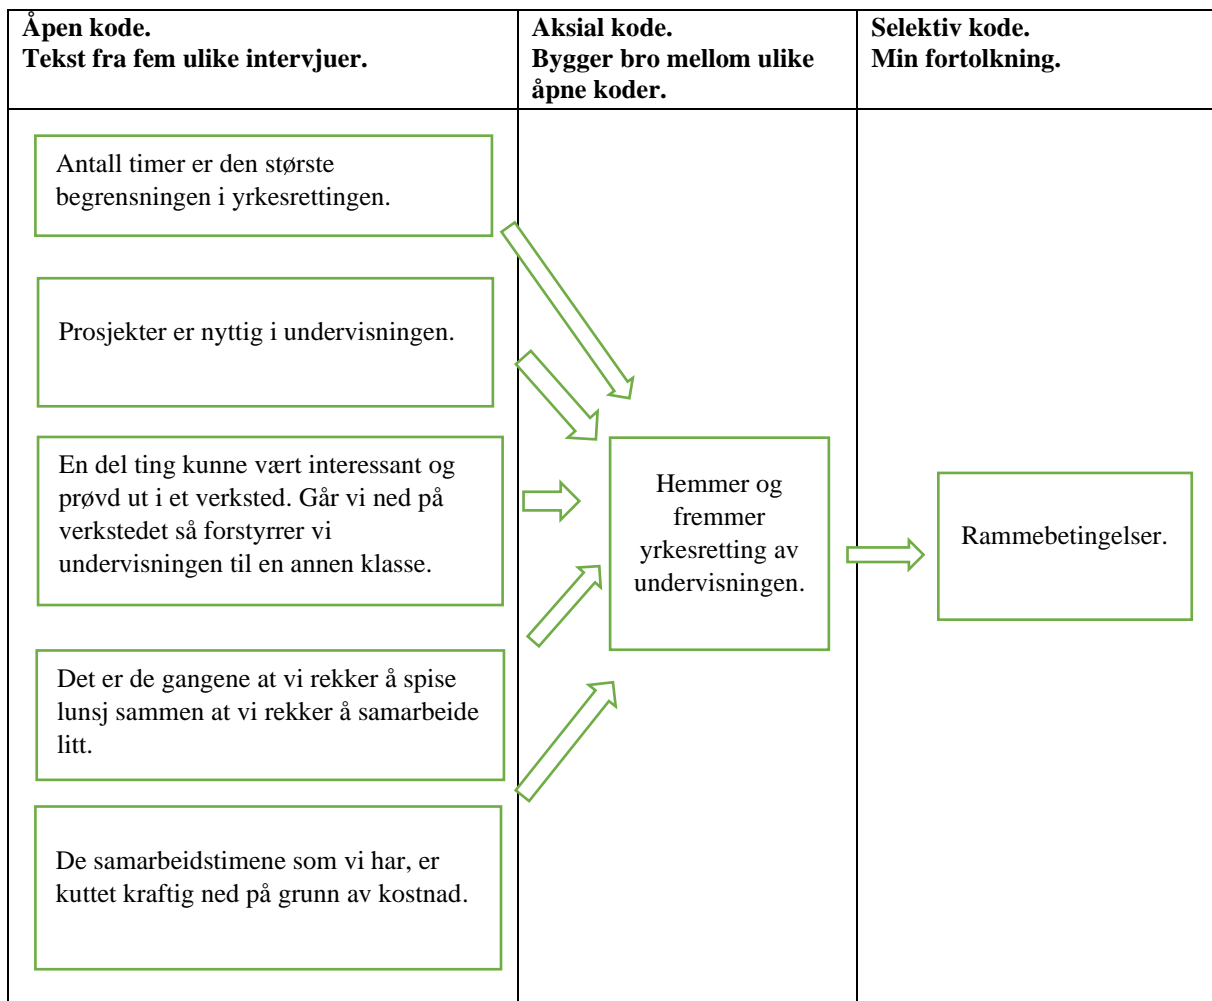 Åpen kode.
Tekst fra fem ulike intervjuer.
Aksial kode.
Bygger bro mellom ulike
åpne koder.
Selektiv kode.
Min fortolkning.
Antall timer er den største
begrensningen i yrkesrettingen.
Prosjekter er nyttig i undervisningen.
En del ting kunne vært interessant og
prøvd ut i et verksted. Går vi ned på
verkstedet så forstyrrer vi
undervisningen til en annen klasse.
Det er de gangene at vi rekker å spise
lunsj sammen at vi rekker å samarbeide
litt.
De samarbeidstimene som vi har, er
kuttet kraftig ned på grunn av kostnad.
Hemmer og
fremmer
yrkesretting av
undervisningen.
Rammebetingelser.